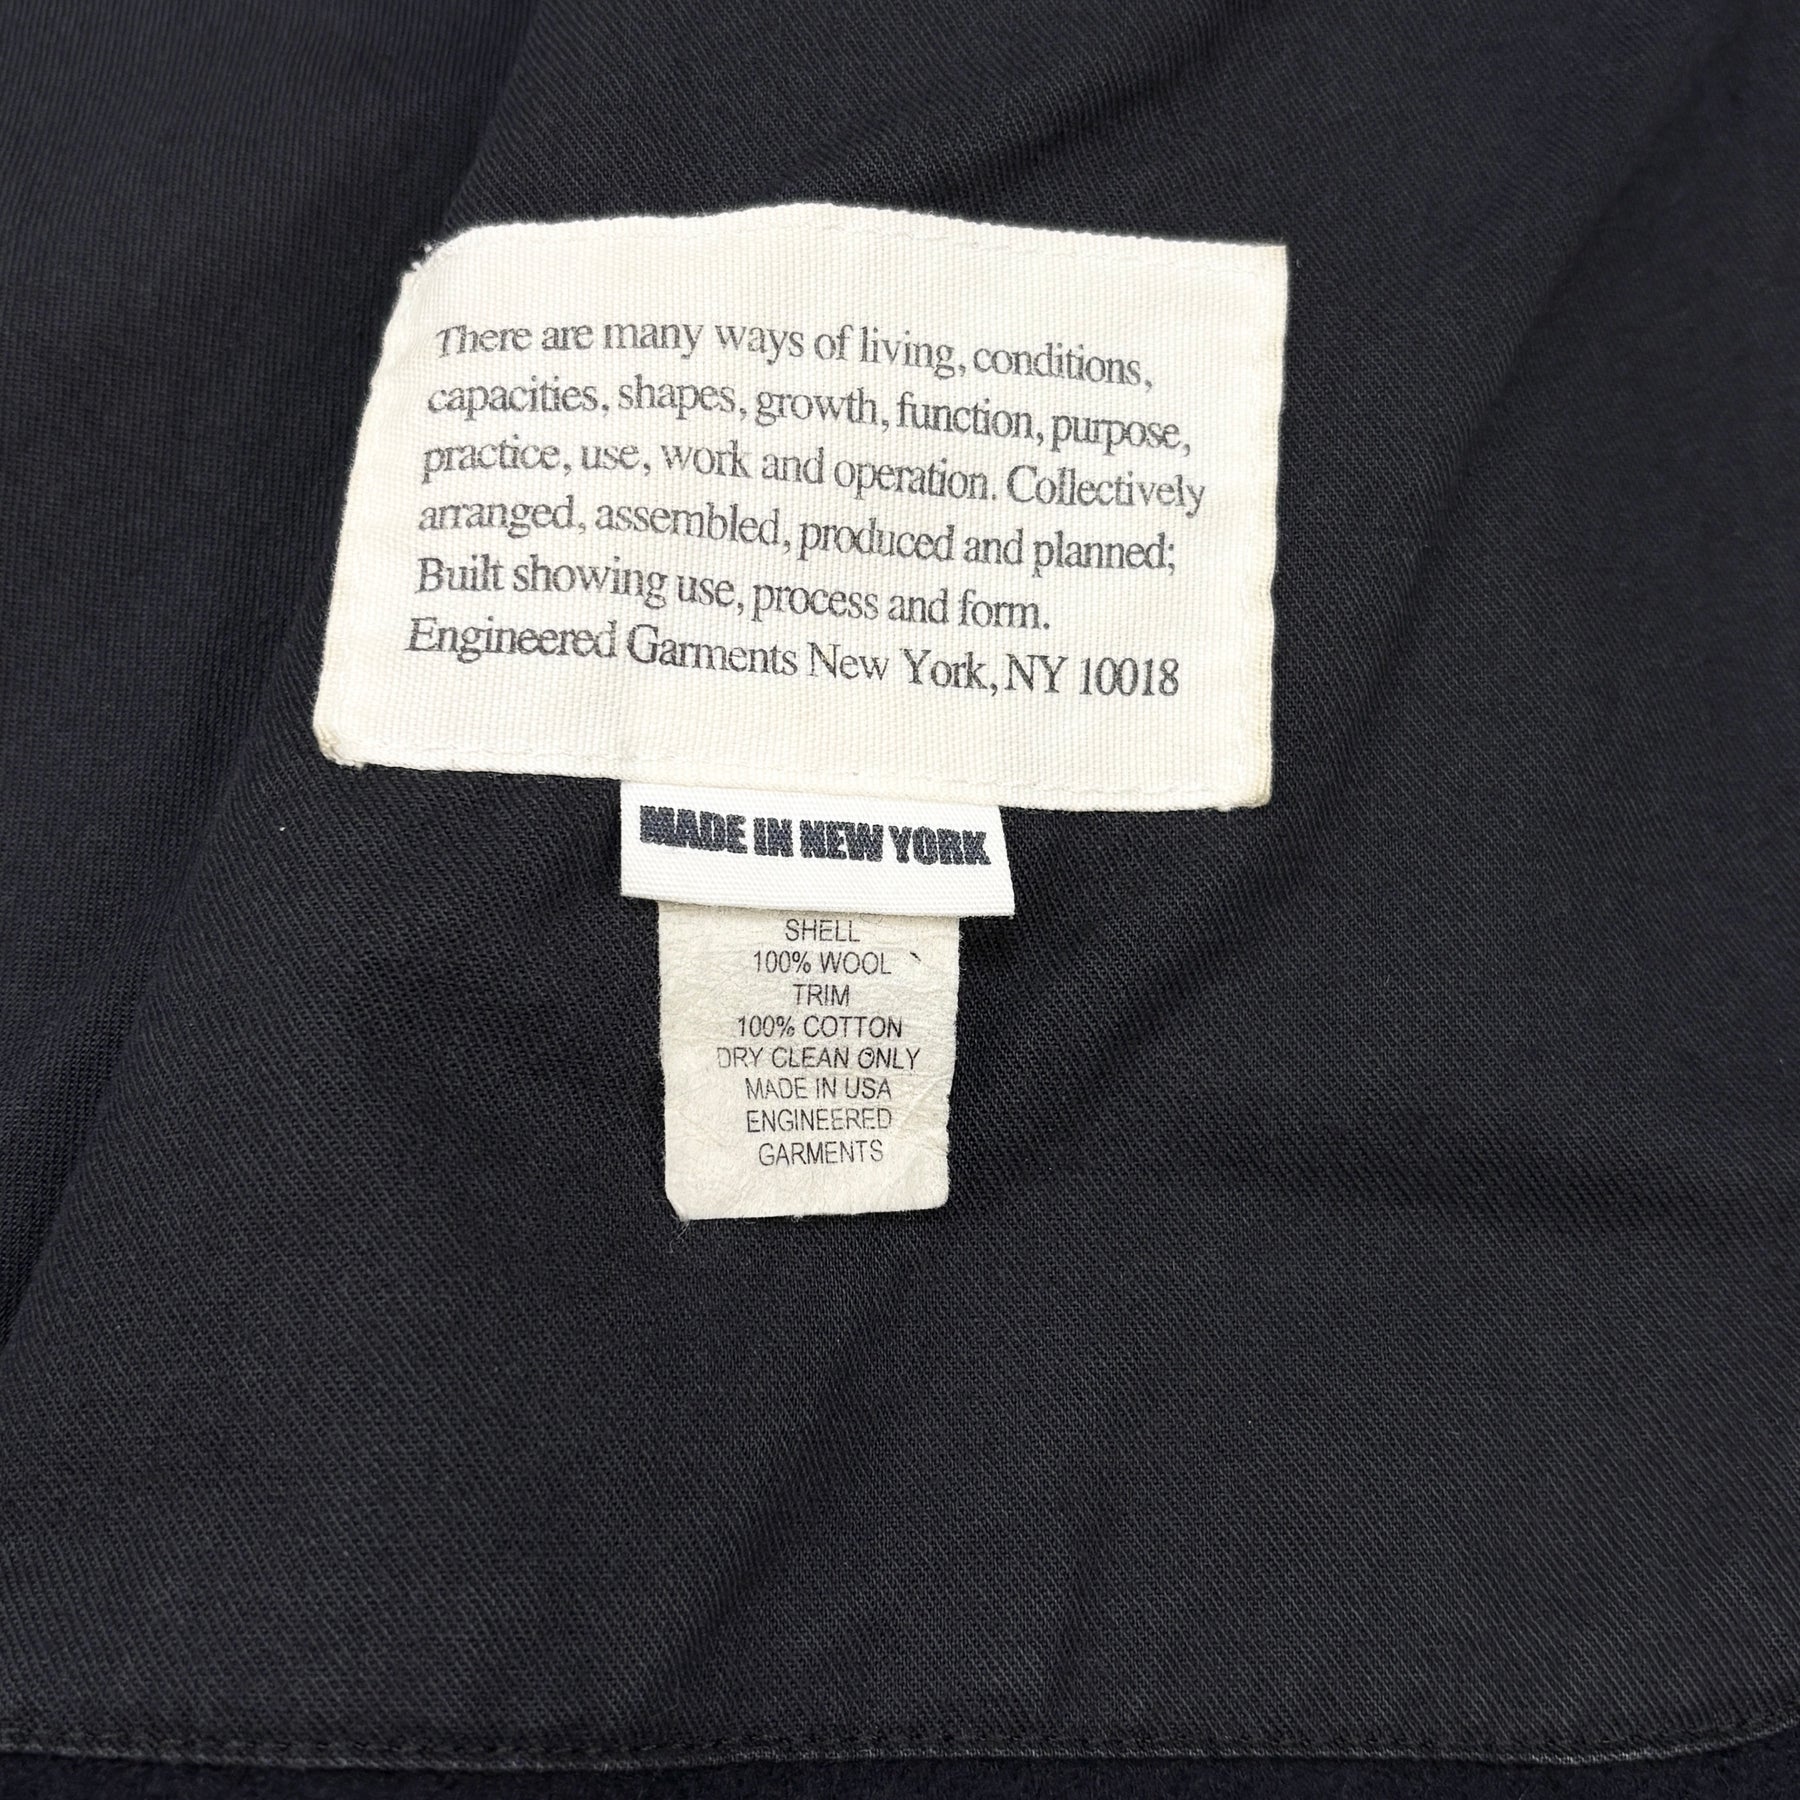 There are many ways of living, conditions,
capacities, shapes, growth, function, purpose,
practice, use, work and operation. Collectively
arranged, assembled, produced and planned;
Built showing use, process and form.
Engineered Garments New York, NY 10018
MADE IN NEW YORK
SHELL
100% WOOL
TRIM
100% COTTON
DRY CLEAN ONLY
MADE IN USA
ENGINEERED
GARMENTS